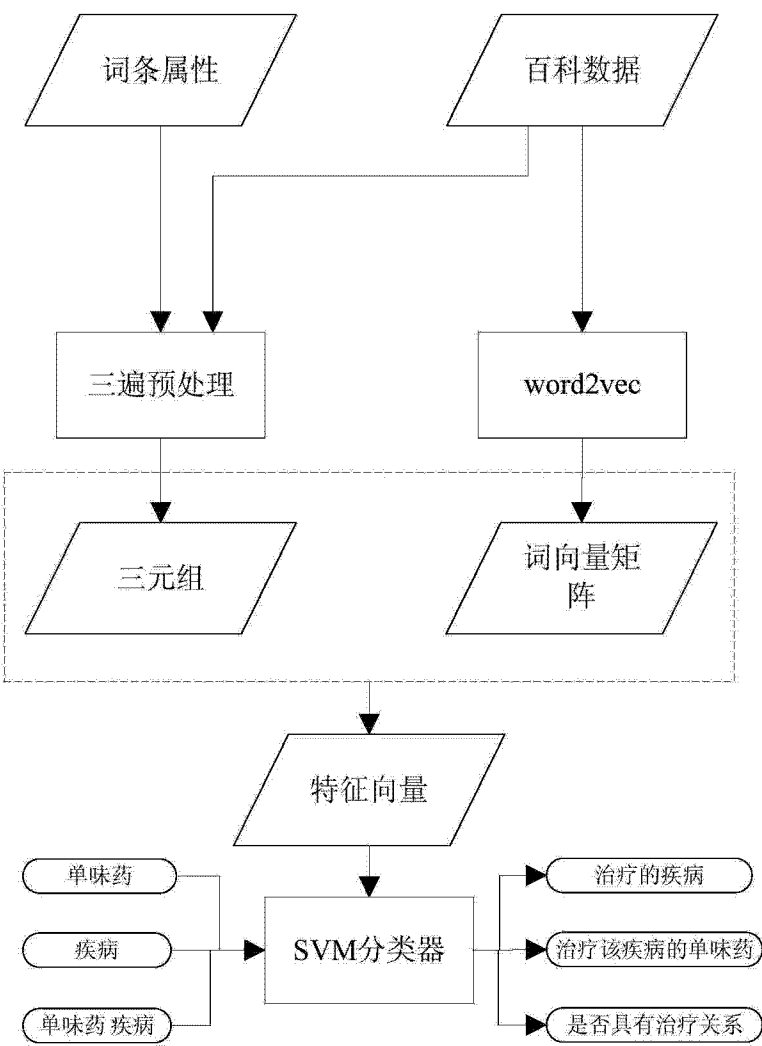 词条属性
百科数据
三遍预处理
word2vec
三元组
词向量矩
阵
特征向量
单味药
疾病
单味药 疾病
SVM分类器
治疗的疾病
治疗该疾病的单味药
是否具有治疗关系